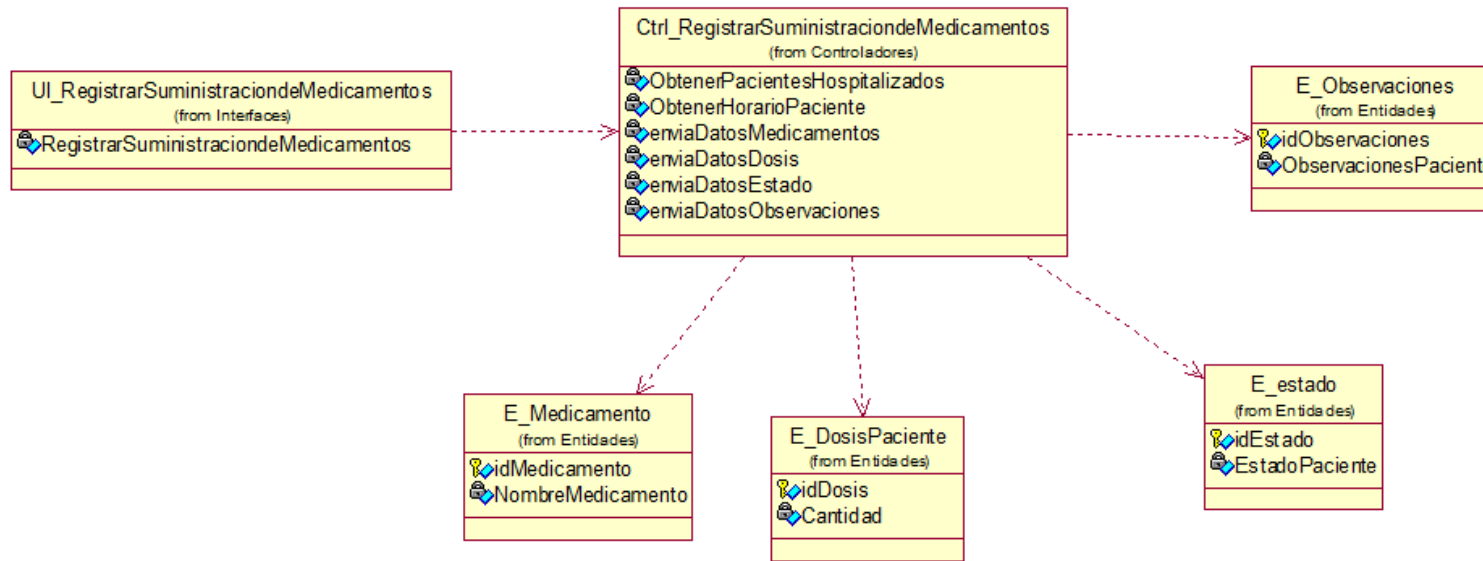 UI_RegistrarSuministraciondeMedicamentos
(from Interfaces)
RegistrarSuministraciondeMedicamentos
Ctrl_RegistrarSuministraciondeMedicamentos
(from Controladores)
ObtenerPacientesHospitalizados
ObtenerHorarioPaciente
enviaDatosMedicamentos
enviaDatosDosis
enviaDatosEstado
enviaDatosObservaciones
E_Observaciones
(from Entidades)
idObservaciones
ObservacionesPacient
E_Medicamento
(from Entidades)
idMedicamento
NombreMedicamento
E_DosisPaciente
(from Entidades)
idDosis
Cantidad
E_estado
(from Entidades)
idEstado
EstadoPaciente